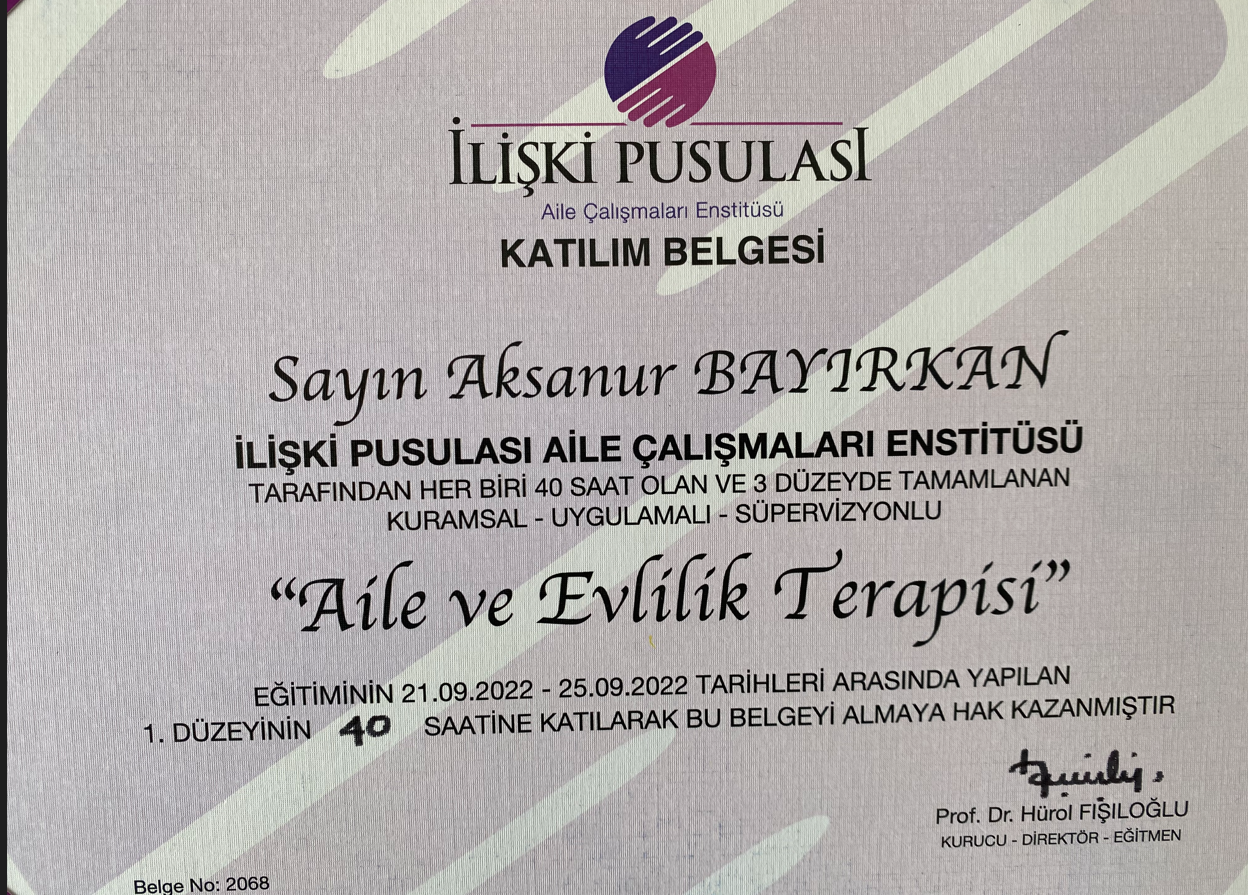 İLİŞKİ PUSULASI
Aile Çalışmaları Enstitüsü
KATILIM BELGESİ
Sayın Aksanur BAYIRKAN
İLİŞKİ PUSULASI AİLE ÇALIŞMALARI ENSTİTÜSÜ
TARAFINDAN HER BİRİ 40 SAAT OLAN VE 3 DÜZEYDE TAMAMLANAN
KURAMSAL - UYGULAMALI - SÜPERVİZYONLU
“Aile ve Evlilik Terapisi”
EĞİTİMİNİN 21.09.2022 - 25.09.2022 TARİHLERİ ARASINDA YAPILAN
1. DÜZEYİNİN 40 SAATİNE KATILARAK BU BELGEYİ ALMAYA HAK KAZANMIŞTIR
Prof. Dr. Hürol FIŞILOĞLU
KURUCU - DİREKTÖR - EĞİTMEN
Belge No: 2068